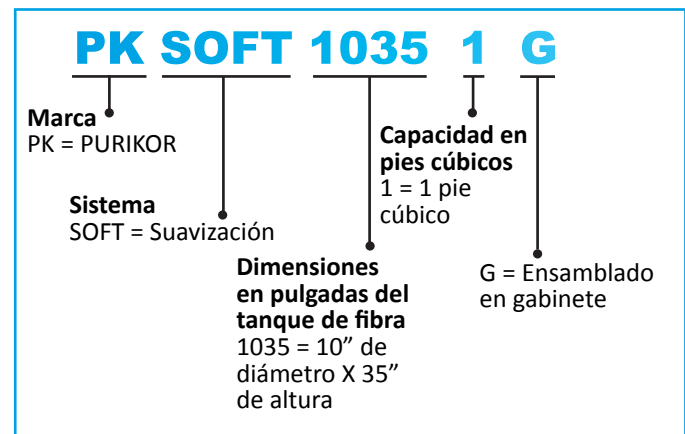 PK SOFT 1035 1 G
Marca
PK = PURIKOR
Sistema
SOFT = Suavización
Dimensiones
en pulgadas del
tanque de fibra
1035 = 10” de
diámetro X 35”
de altura
Capacidad en
pies cúbicos
1 = 1 pie
cúbico
G = Ensamblado
en gabinete